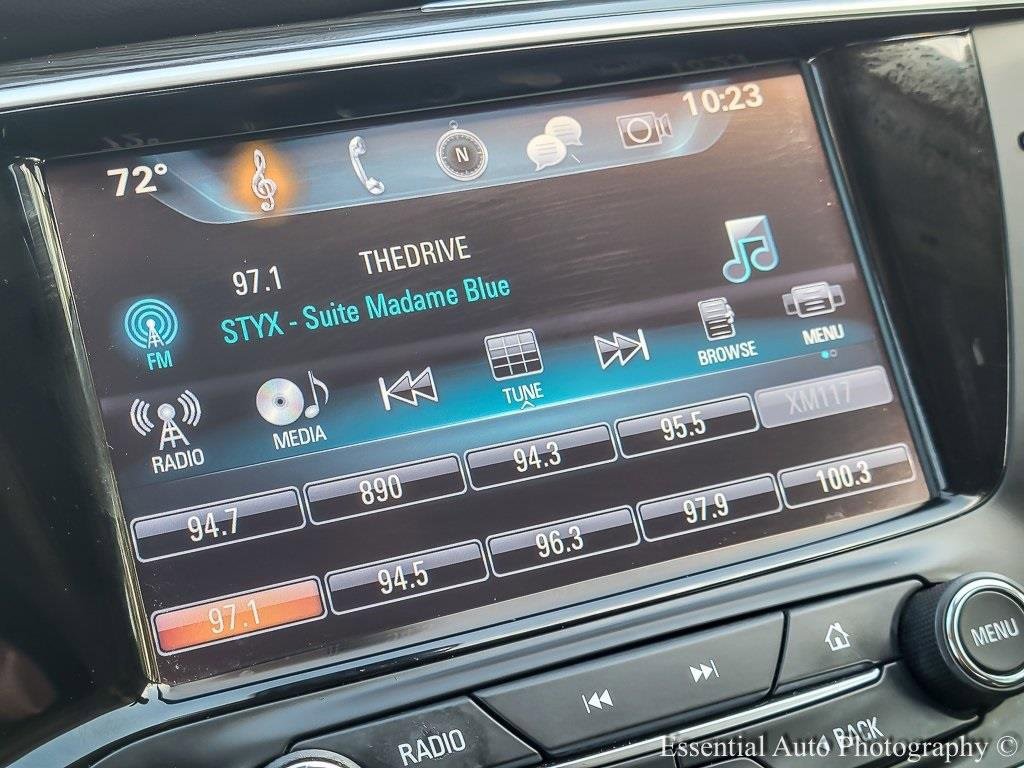 72° N 10:23
97.1 THEDRIVE
STYX - Suite Madame Blue
FM
RADIO MEDIA TUNE BROWSE MENU
94.7 890 94.3 95.5 XM117
97.1 94.5 96.3 97.9 100.3
RADIO BACK MENU
Essential Auto Photography ©